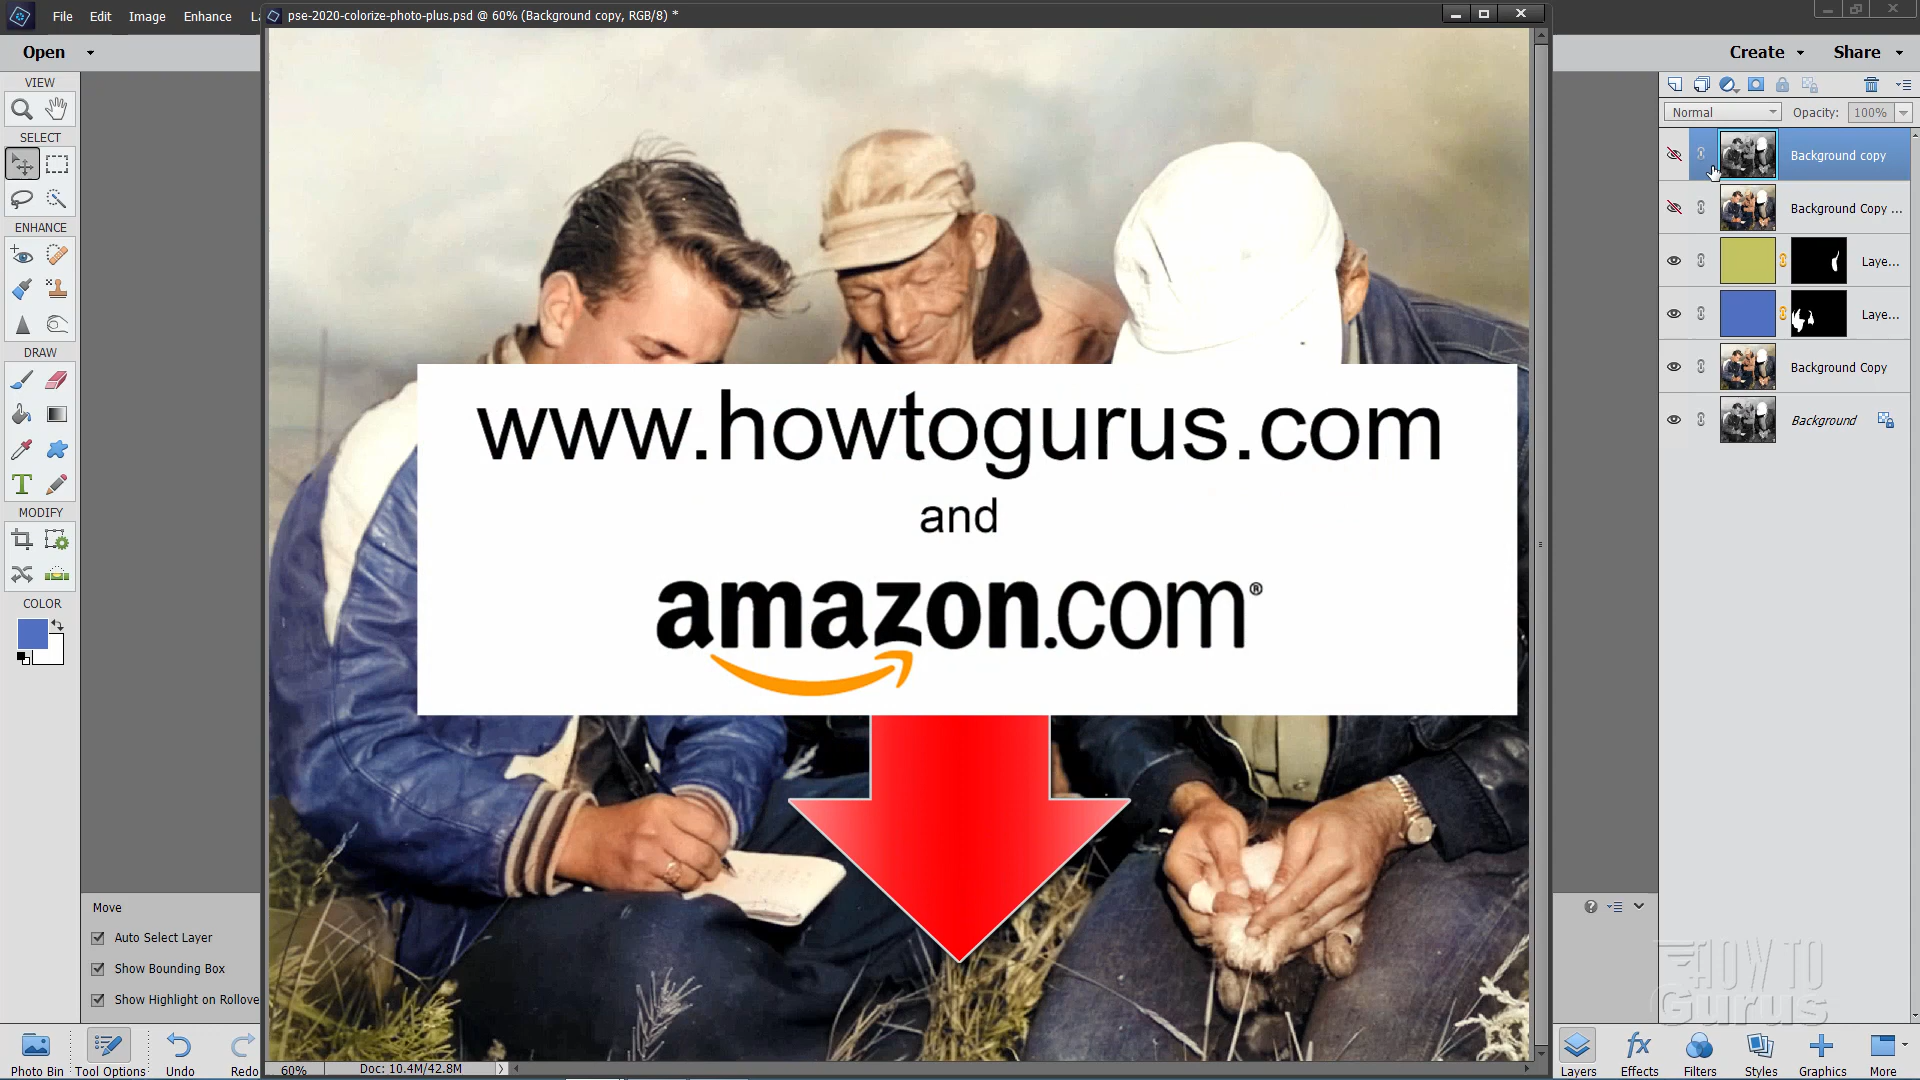 pse-2020-colorize-photo-plus.psd @ 60% (Background copy, RGB/8) *
File Edit Image Enhance
Open
Create Share
VIEW
SELECT
ENHANCE
DRAW
MODIFY
COLOR
Normal Opacity: 100%
Background copy
Background Copy ...
Laye...
Laye...
Background Copy
Background
www.howtogurus.com
and
amazon.com®
Move
Auto Select Layer
Show Bounding Box
Show Highlight on Rollove
HOW TO
Gurus
Photo Bin Tool Options Undo Redo
60% Doc: 10.4M/42.8M
Layers Effects Filters Styles Graphics More